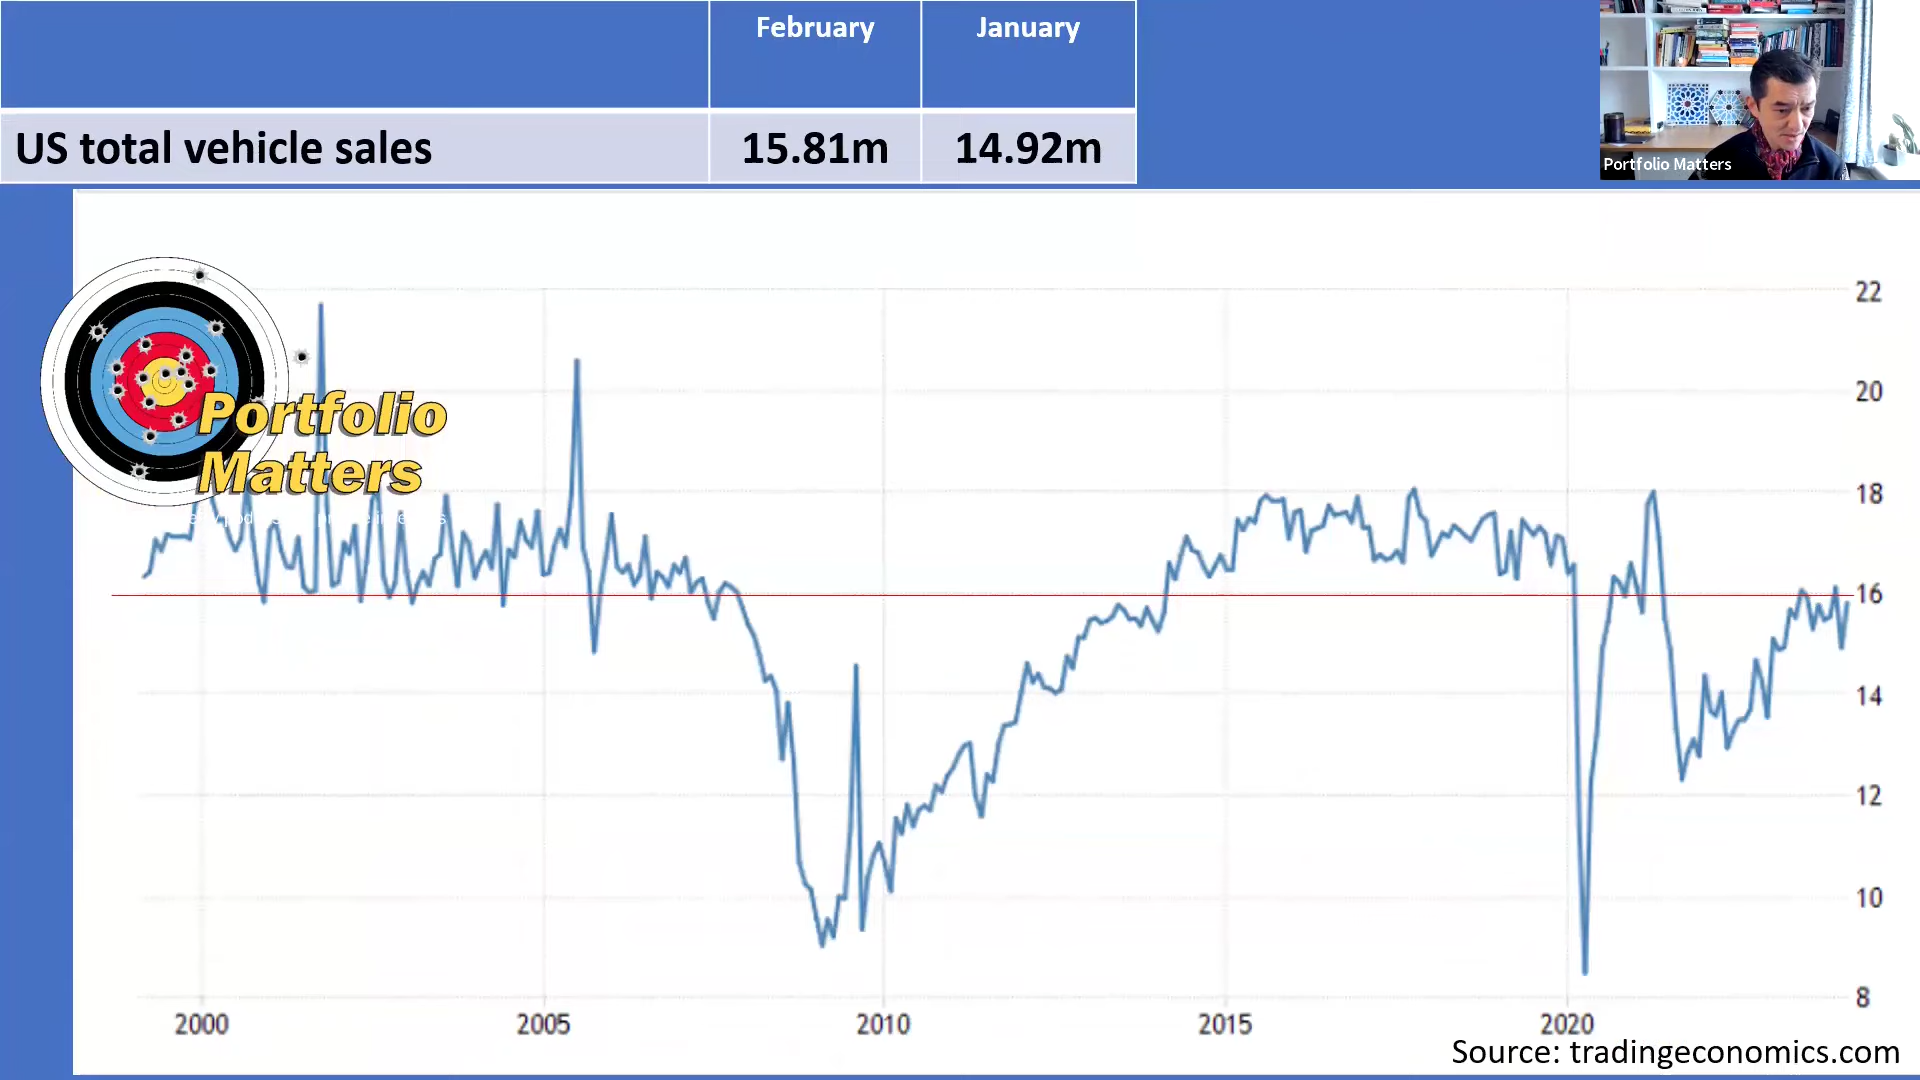 February
January
US total vehicle sales
15.81m
14.92m
Portfolio Matters
Portfolio
Matters
22
20
18
16
14
12
10
8
2000
2005
2010
2015
2020
Source: tradingeconomics.com